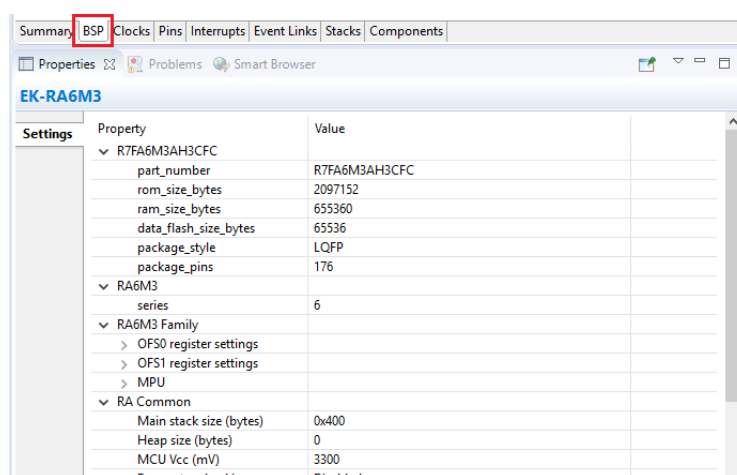 Summary BSP Clocks Pins Interrupts Event Links Stacks Components
Properties Problems Smart Browser
EK-RA6M3
Settings
Property Value
R7FA6M3AH3CFC
part_number R7FA6M3AH3CFC
rom_size_bytes 2097152
ram_size_bytes 655360
data_flash_size_bytes 65536
package_style LQFP
package_pins 176
RA6M3
series 6
RA6M3 Family
OFS0 register settings
OFS1 register settings
MPU
RA Common
Main stack size (bytes) 0x400
Heap size (bytes) 0
MCU Vcc (mV) 3300